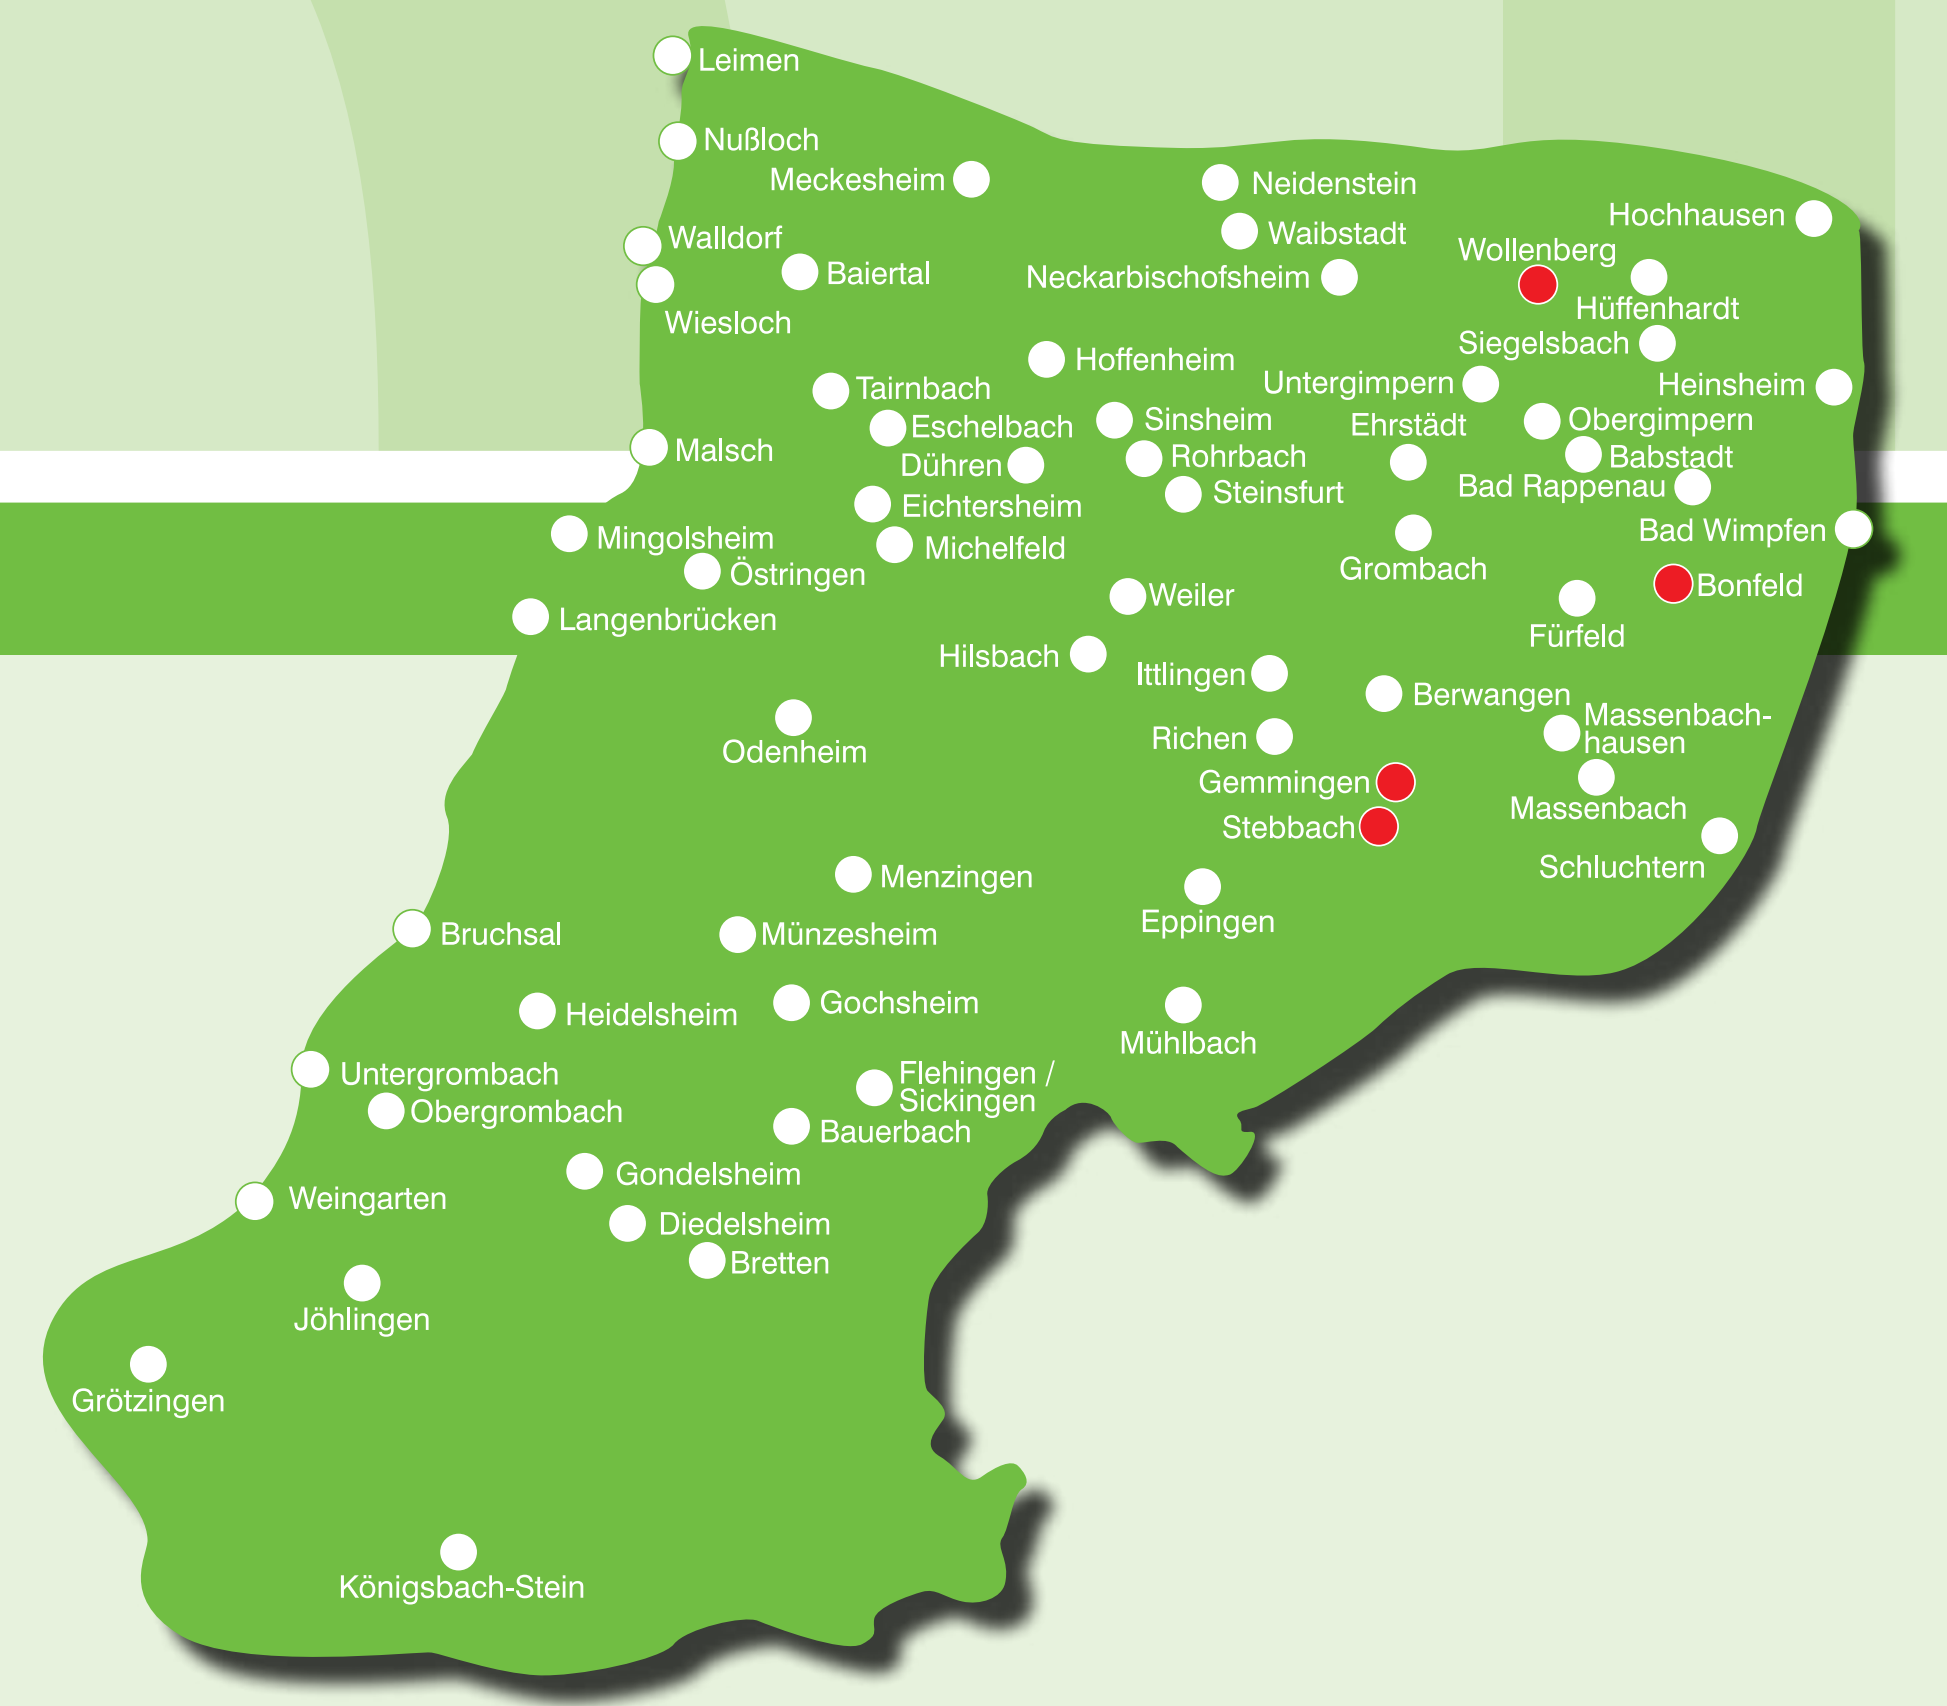 Leimen
Nußloch
Meckesheim
Neidenstein
Hochhausen
Walldorf
Waibstadt
Wollenberg
Baiertal
Neckarbischofsheim
Hüffenhardt
Wiesloch
Siegelsbach
Hoffenheim
Untergimpern
Heinsheim
Tairnbach
Sinsheim
Ehrstädt
Obergimpern
Eschelbach
Malsch
Rohrbach
Babstadt
Dühren
Steinsfurt
Bad Rappenau
Eichtersheim
Bad Wimpfen
Mingolsheim
Michelfeld
Grombach
Östringen
Bonfeld
Weiler
Langenbrücken
Fürfeld
Hilsbach
Ittlingen
Berwangen
Massenbach-
hausen
Richen
Odenheim
Gemmingen
Massenbach
Stebbach
Schluchtern
Menzingen
Eppingen
Bruchsal
Münzesheim
Gochsheim
Heidelsheim
Mühlbach
Untergrombach
Flehingen /
Sickingen
Obergrombach
Bauerbach
Gondelsheim
Weingarten
Diedelsheim
Bretten
Jöhlingen
Grötzingen
Königsbach-Stein